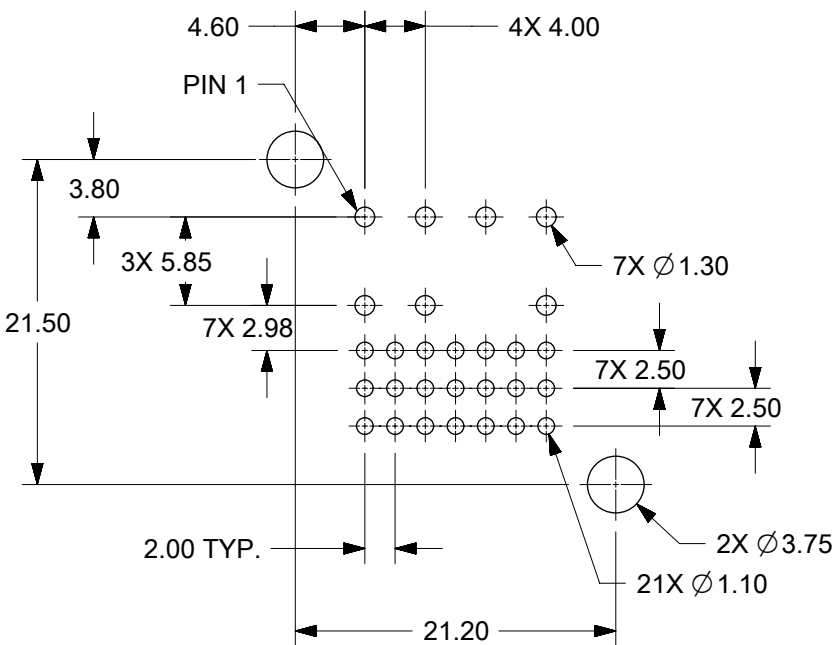 4.60
4X 4.00
PIN 1
3.80
3X 5.85
7X ∅1.30
21.50
7X 2.98
7X 2.50
7X 2.50
2.00 TYP.
2X ∅3.75
21X ∅1.10
21.20